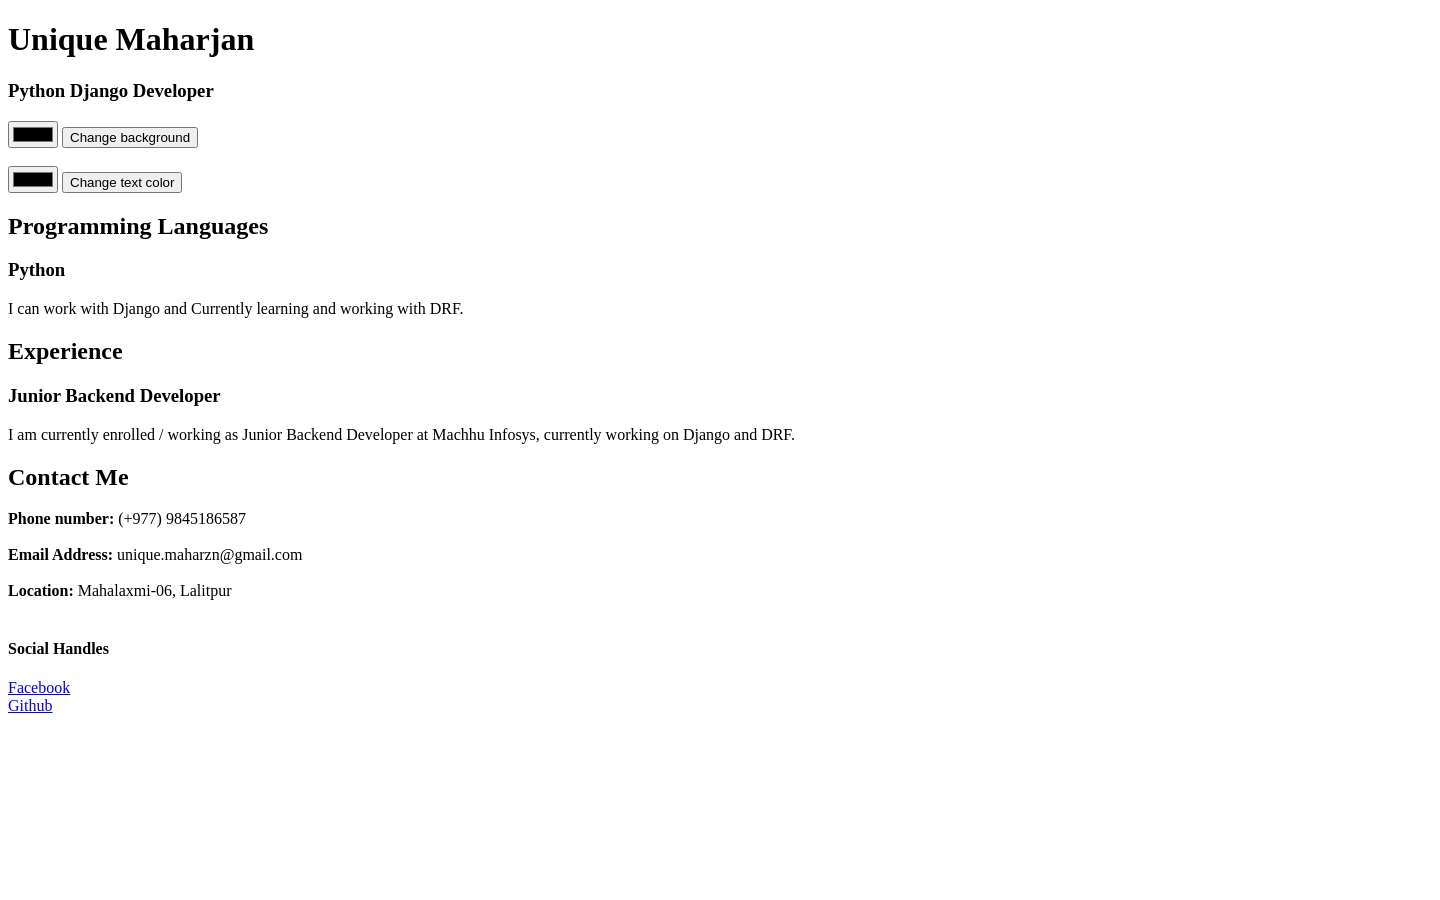 Unique Maharjan
Python Django Developer
Change background
Change text color
Programming Languages
Python
I can work with Django and Currently learning and working with DRF.
Experience
Junior Backend Developer
I am currently enrolled / working as Junior Backend Developer at Machhu Infosys, currently working on Django and DRF.
Contact Me
Phone number: (+977) 9845186587
Email Address: unique.maharzn@gmail.com
Location: Mahalaxmi-06, Lalitpur
Social Handles
Facebook
Github